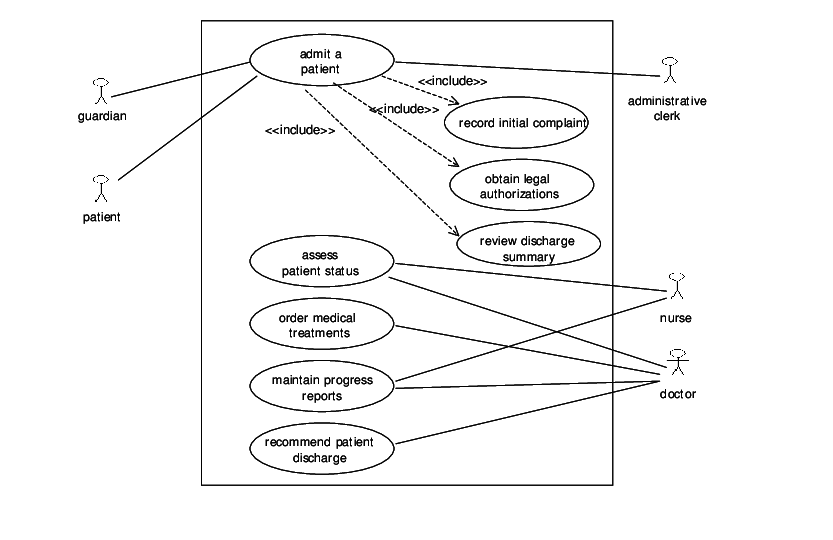 admit a
patient
<<include>>
guardian
administrative
clerk
<<include>>
record initial complaint
<<include>>
obtain legal
authorizations
patient
review discharge
summary
assess
patient status
order medical
treatments
nurse
maintain progress
reports
doctor
recommend patient
discharge